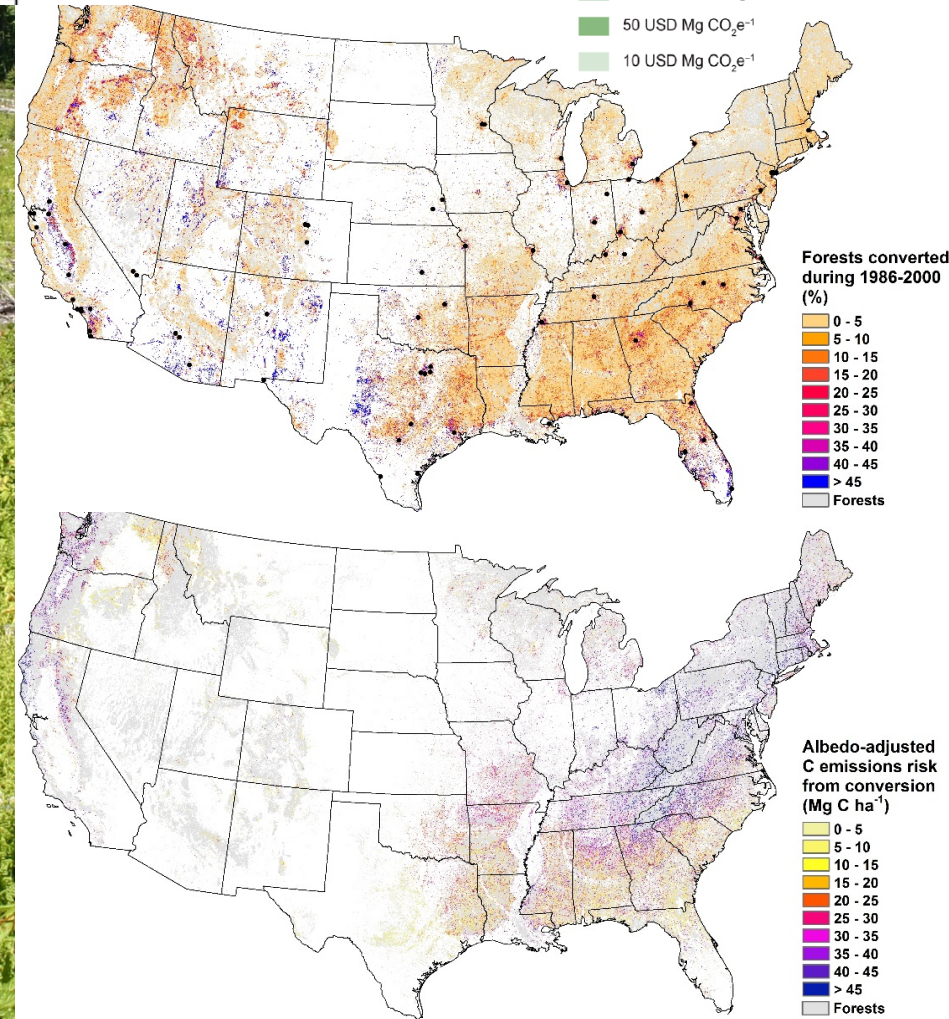 50 USD Mg CO₂e⁻¹
10 USD Mg CO₂e⁻¹
Forests converted
during 1986-2000
(%)
0 - 5
5 - 10
10 - 15
15 - 20
20 - 25
25 - 30
30 - 35
35 - 40
40 - 45
> 45
Forests
Albedo-adjusted
C emissions risk
from conversion
(Mg C ha⁻¹)
0 - 5
5 - 10
10 - 15
15 - 20
20 - 25
25 - 30
30 - 35
35 - 40
40 - 45
> 45
Forests